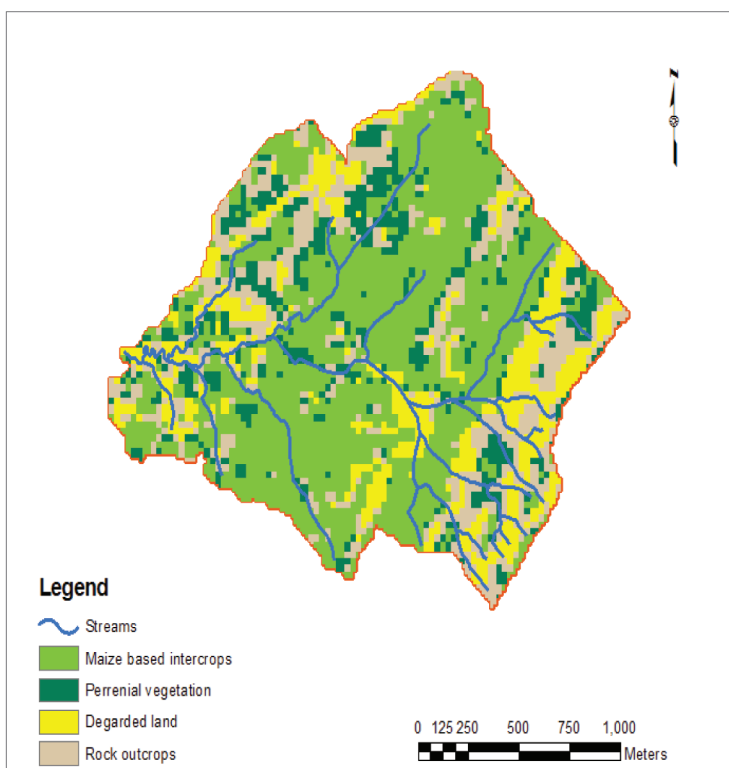 N
Legend
Streams
Maize based intercrops
Perrenial vegetation
Degarded land
Rock outcrops
0 125 250 500 750 1,000
Meters